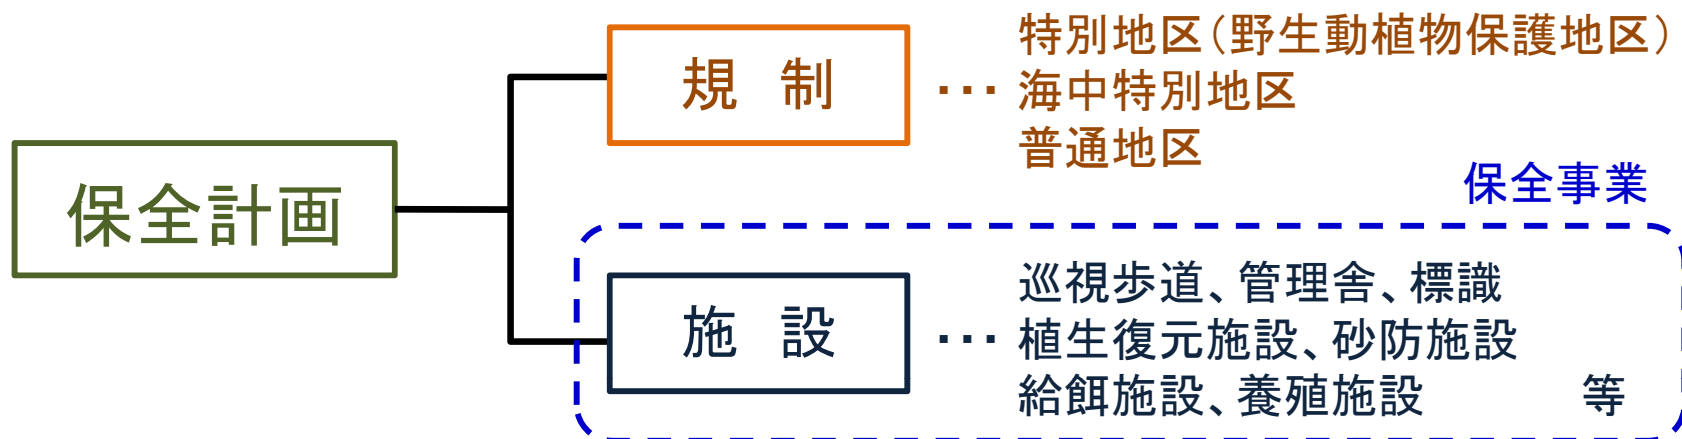 保全計画
規　制
･･･ 特別地区（野生動植物保護地区）
海中特別地区
普通地区
保全事業
施　設
･･･ 巡視歩道、管理舎、標識
植生復元施設、砂防施設
給餌施設、養殖施設　　　等